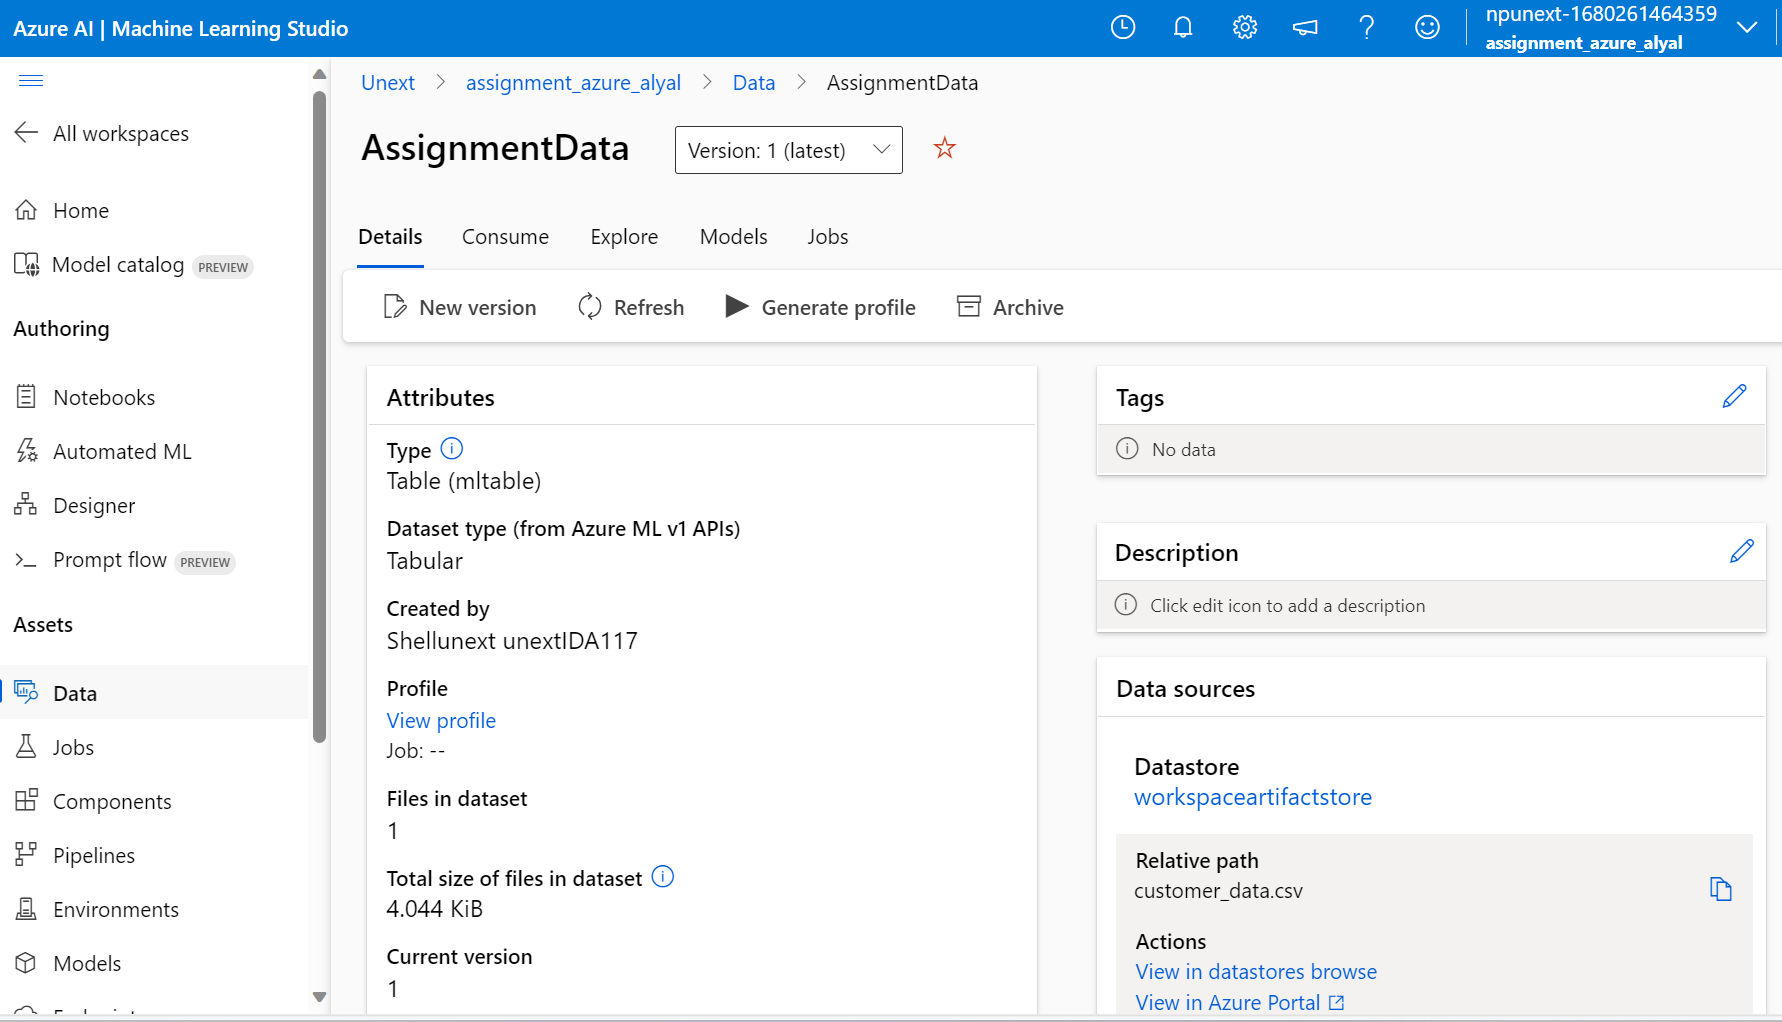 Azure AI | Machine Learning Studio
npunext-1680261464359
assignment_azure_alyal
All workspaces
Home
Model catalog PREVIEW
Authoring
Notebooks
Automated ML
Designer
Prompt flow PREVIEW
Assets
Data
Jobs
Components
Pipelines
Environments
Models
Unext > assignment_azure_alyal > Data > AssignmentData
AssignmentData
Version: 1 (latest)
Details Consume Explore Models Jobs
New version Refresh Generate profile Archive
Attributes
Type
Table (mltable)
Dataset type (from Azure ML v1 APIs)
Tabular
Created by
Shellunext unextIDA117
Profile
View profile
Job: --
Files in dataset
1
Total size of files in dataset
4.044 KiB
Current version
1
Tags
No data
Description
Click edit icon to add a description
Data sources
Datastore
workspaceartifactstore
Relative path
customer_data.csv
Actions
View in datastores browse
View in Azure Portal